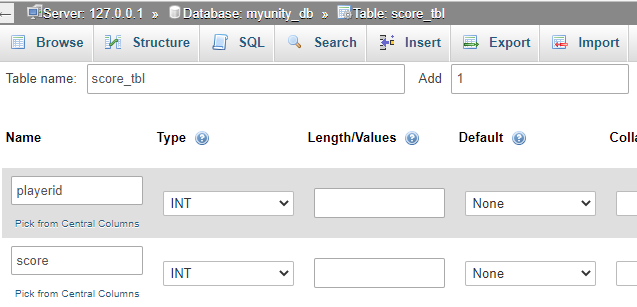 Server: 127.0.0.1 » Database: myunity_db » Table: score_tbl
Browse Structure SQL Search Insert Export Import
Table name: score_tbl Add 1
Name Type Length/Values Default Colla
playerid INT None
Pick from Central Columns
score INT None
Pick from Central Columns